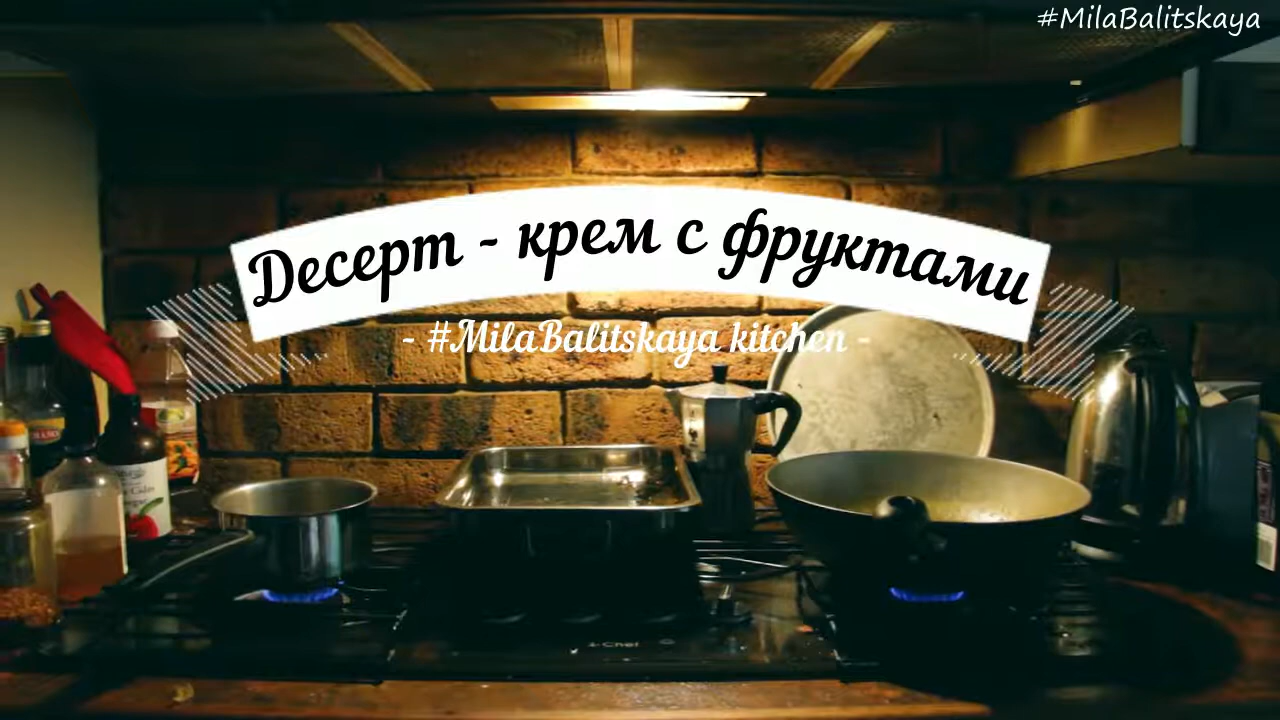 #MilaBalitskaya
Десерт - крем с фруктами
- #MilaBalitskaya kitchen -